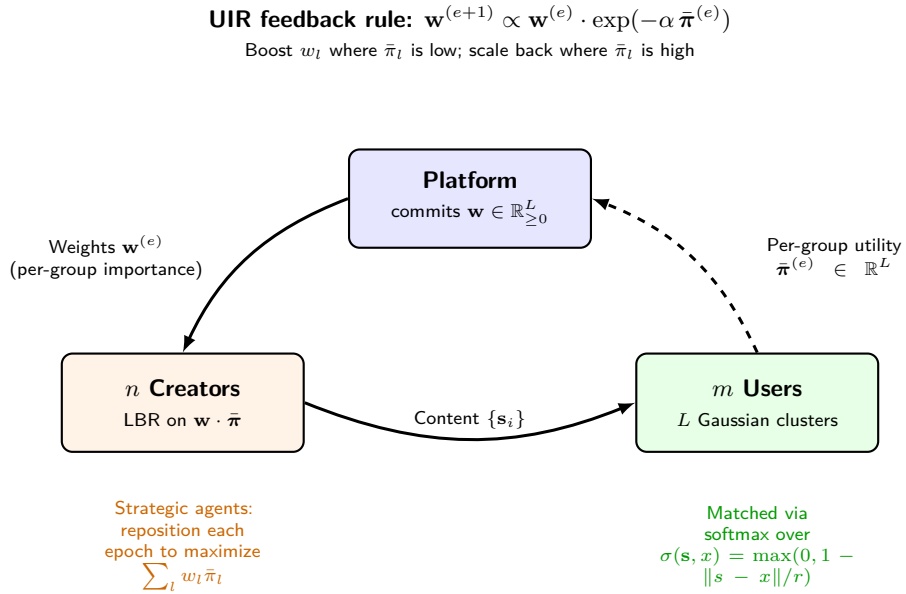 UIR feedback rule: w^{(e+1)} ∝ w^{(e)} · exp(−α π̄^{(e)})
Boost w_l where π̄_l is low; scale back where π̄_l is high
Platform
commits w ∈ ℝ^L_{≥0}
Weights w^{(e)}
(per-group importance)
Per-group utility
π̄^{(e)} ∈ ℝ^L
n Creators
LBR on w · π̄
Content {s_i}
m Users
L Gaussian clusters
Strategic agents:
reposition each
epoch to maximize
∑_l w_l π̄_l
Matched via
softmax over
σ(s, x) = max(0, 1 −
‖s − x‖/r)